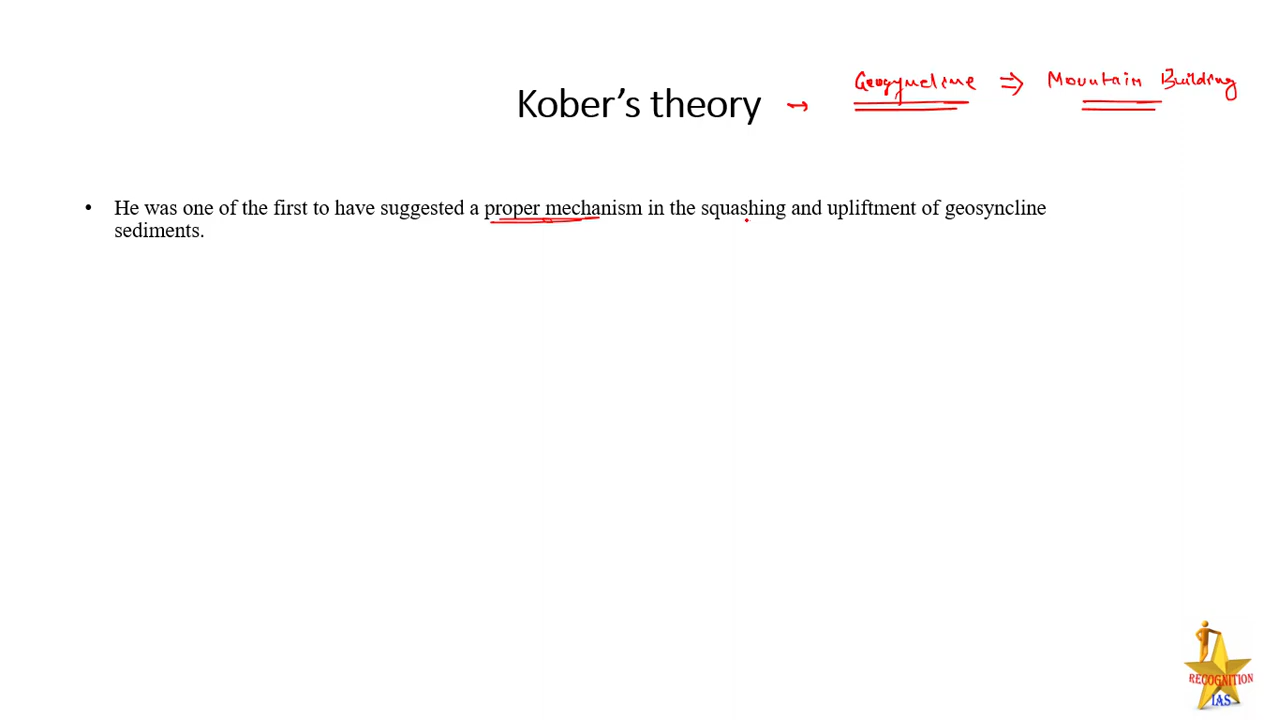 Geogyncline ⇒ Mountain Building
Kober's theory →
• He was one of the first to have suggested a proper mechanism in the squashing and upliftment of geosyncline
sediments.
RECOGNITION
IAS